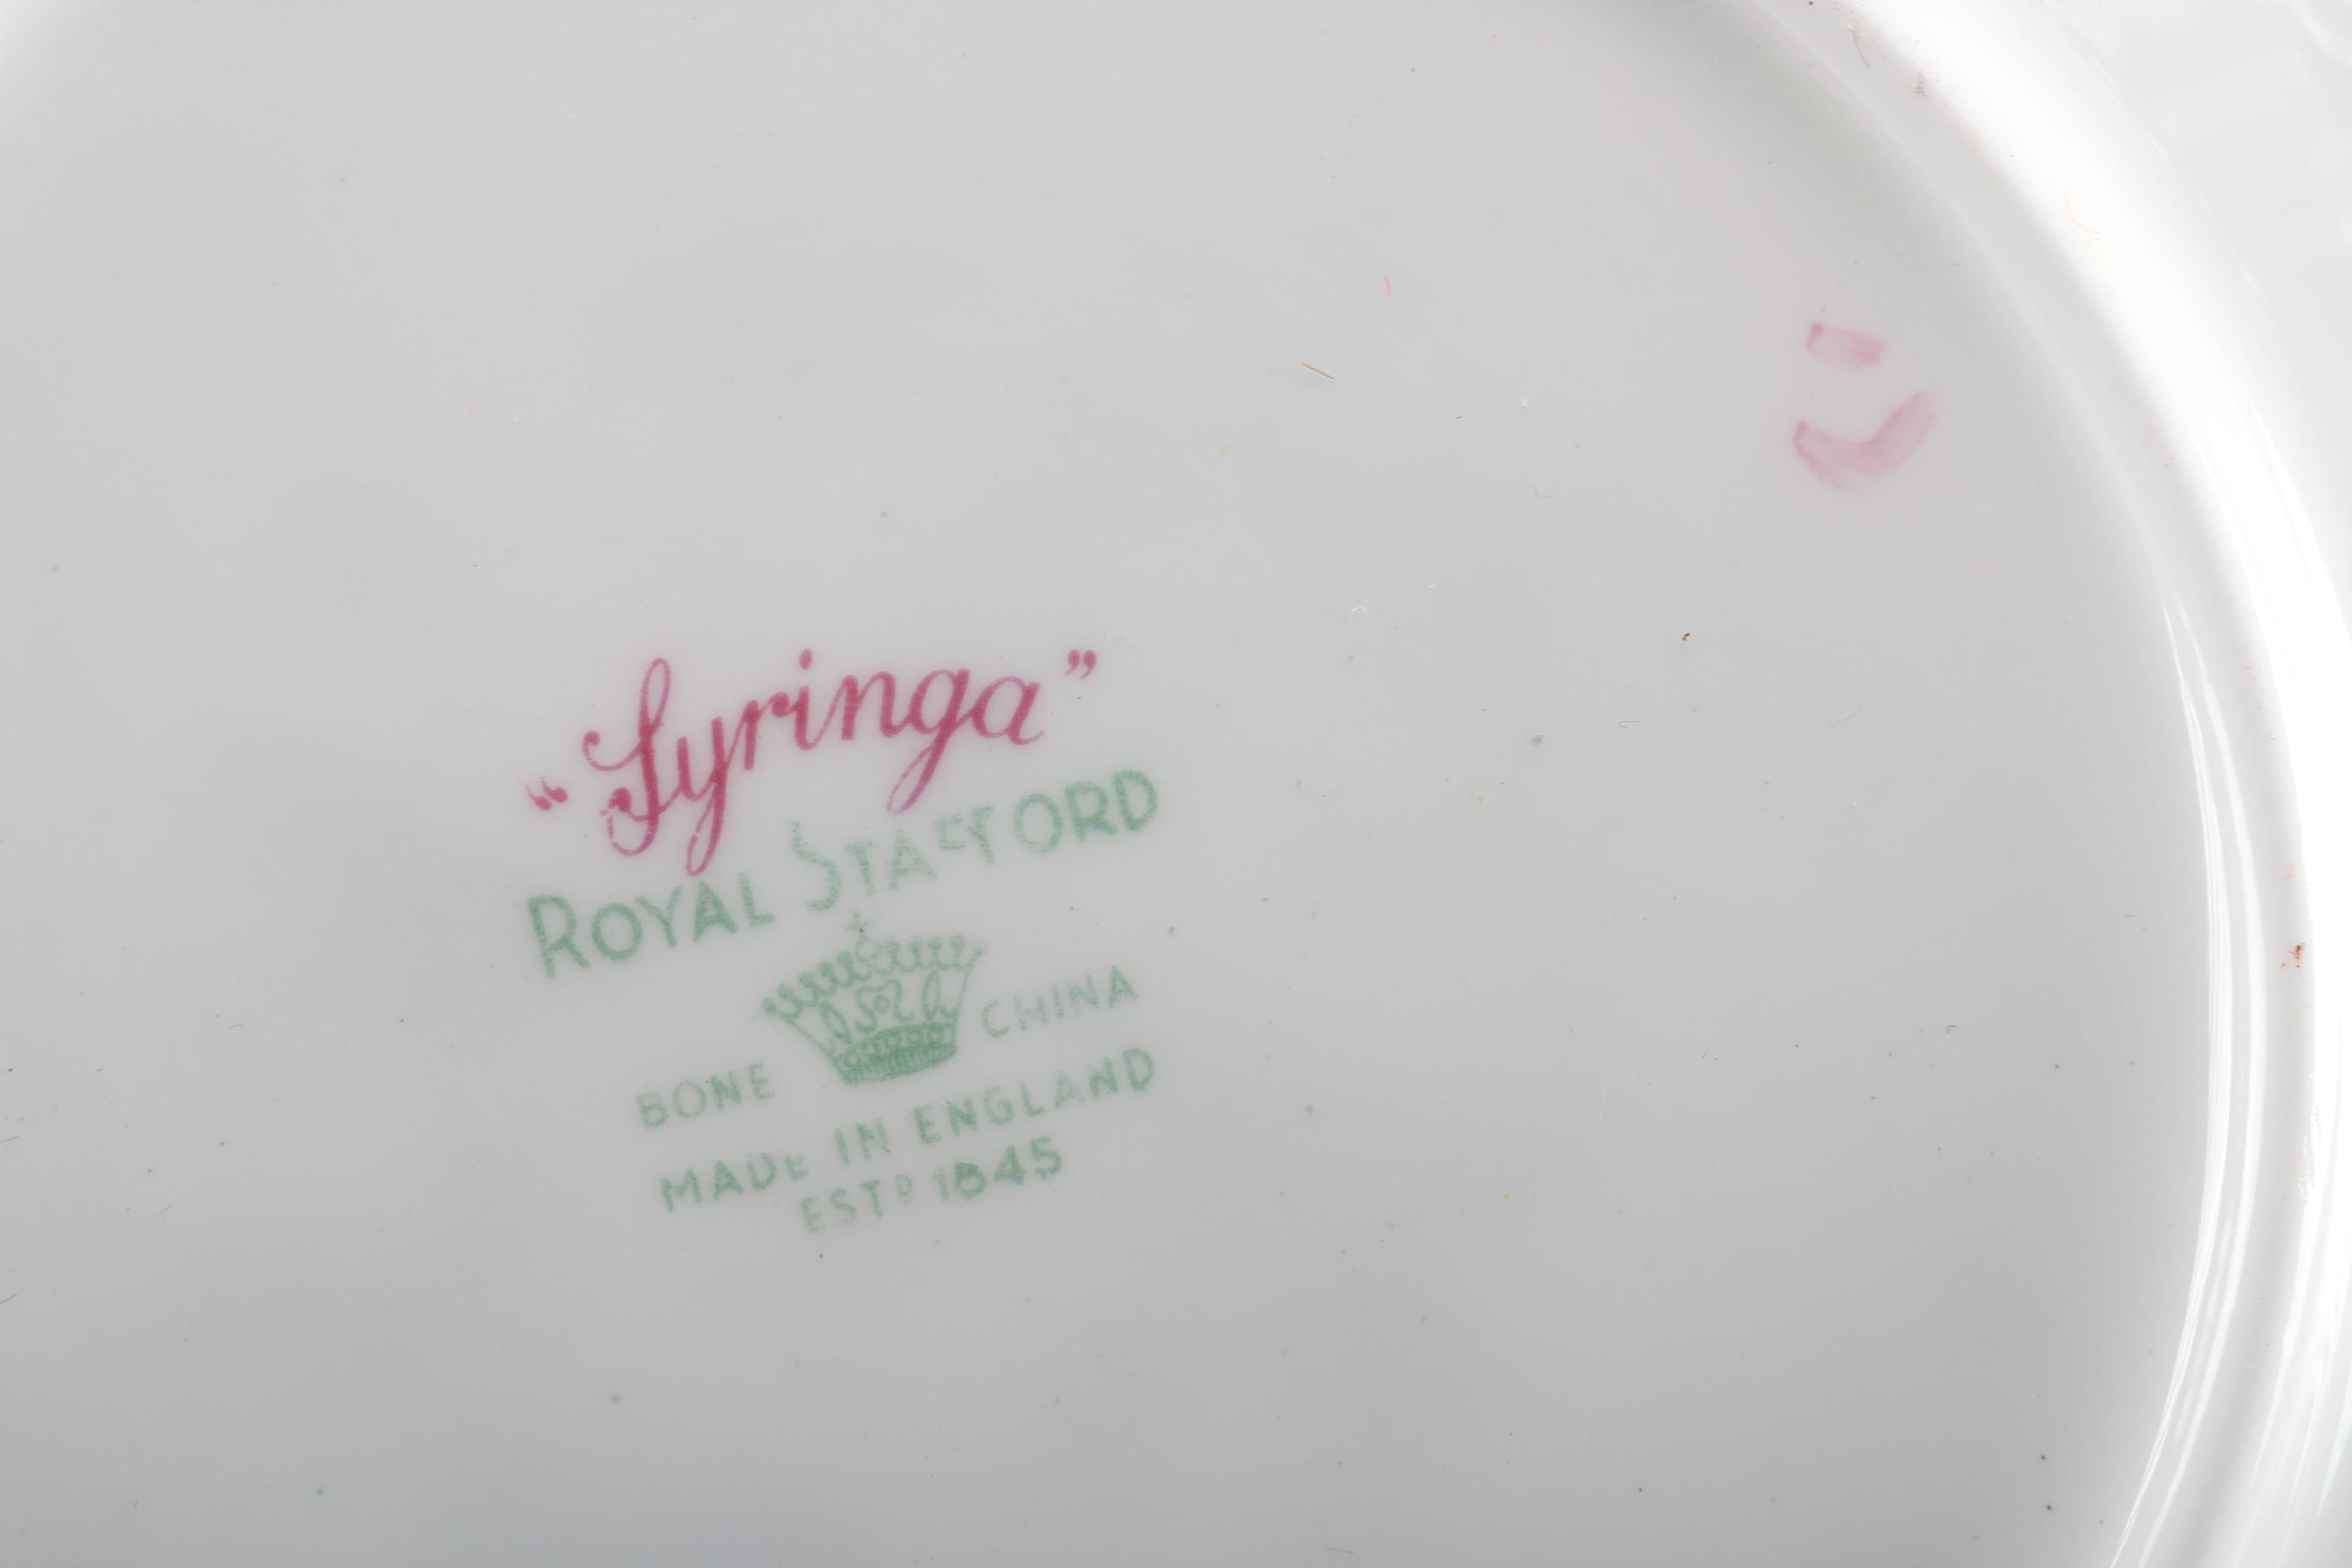 "Syringa"
ROYAL STAFFORD
BONE CHINA
MADE IN ENGLAND
ESTD 1845